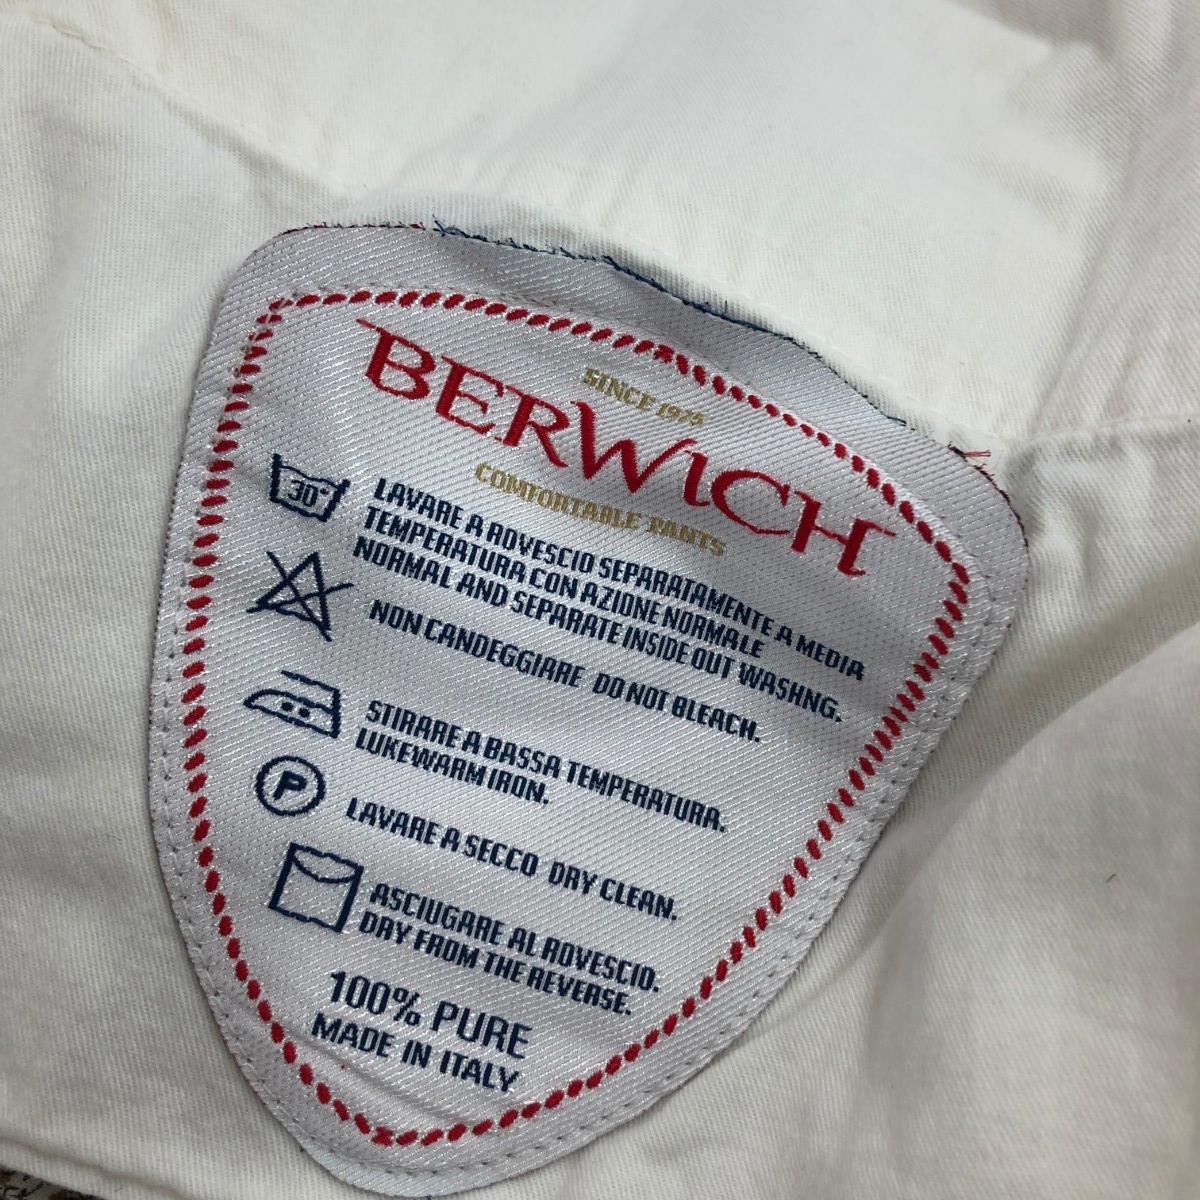 SINCE 1975
BERWICH
COMFORTABLE PANTS
30°
LAVARE A ROVESCIO SEPARATAMENTE A MEDIA
TEMPERATURA CON AZIONE NORMALE
NORMAL AND SEPARATE INSIDE OUT WASHNG.
NON CANDEGGIARE DO NOT BLEACH.
STIRARE A BASSA TEMPERATURA.
LUKEWARM IRON.
P
LAVARE A SECCO DRY CLEAN.
ASCIUGARE AL ROVESCIO.
DRY FROM THE REVERSE.
100% PURE
MADE IN ITALY